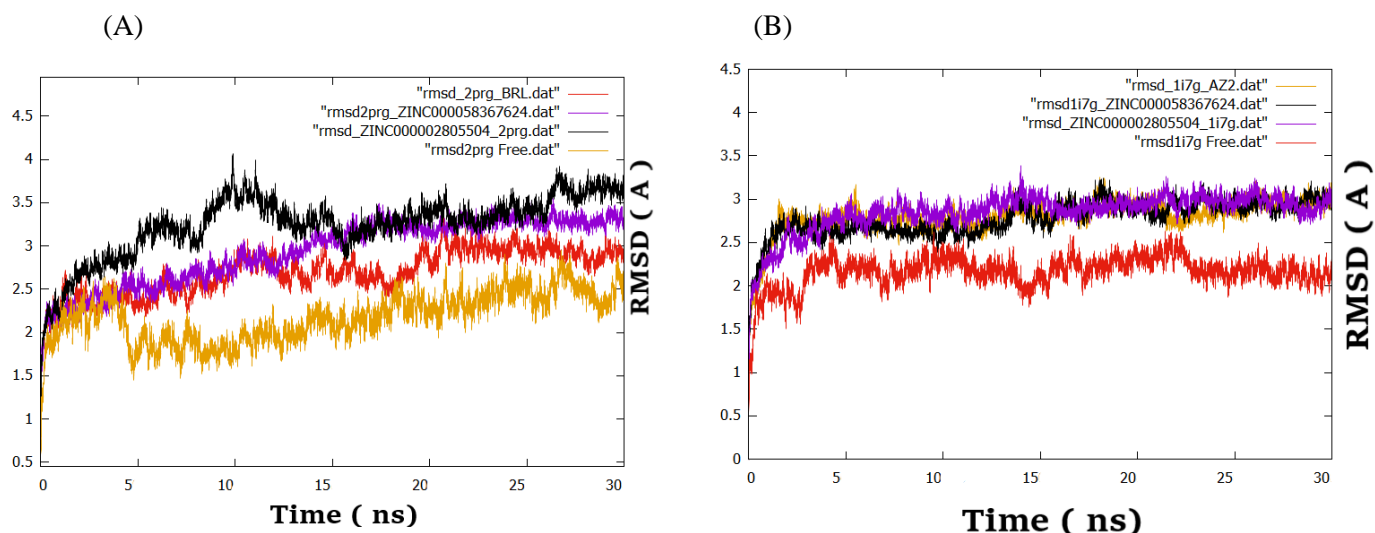 (A)
(B)
"rmsd_2prg_BRL.dat"
"rmsd2prg_ZINC000058367624.dat"
"rmsd_ZINC000002805504_2prg.dat"
"rmsd2prg Free.dat"
4.5
4
3.5
3
2.5
2
1.5
1
0.5
0 5 10 15 20 25 30
Time ( ns)
RMSD ( A )
"rmsd_1i7g_AZ2.dat"
"rmsd1i7g_ZINC000058367624.dat"
"rmsd_ZINC000002805504_1i7g.dat"
"rmsd1i7g Free.dat"
4.5
4
3.5
3
2.5
2
1.5
1
0.5
0
0 5 10 15 20 25 30
Time ( ns)
RMSD ( A )